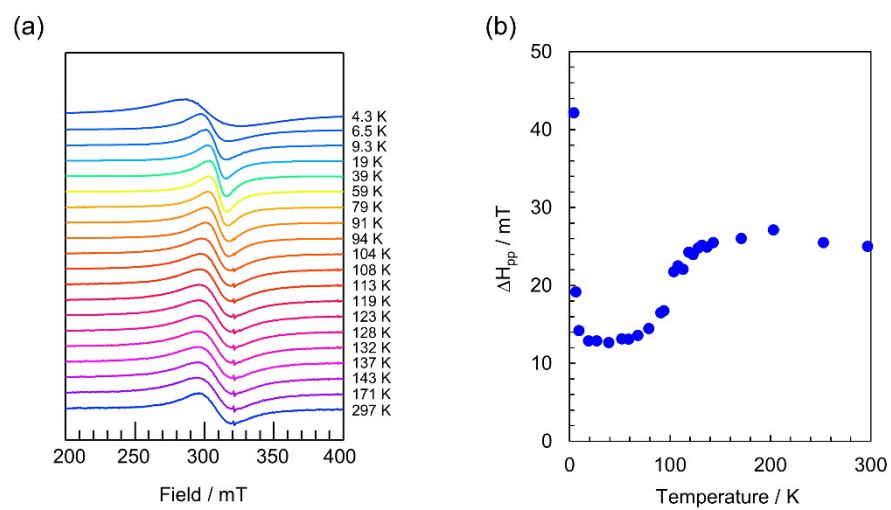 (a)
4.3 K
6.5 K
9.3 K
19 K
39 K
59 K
79 K
91 K
94 K
104 K
108 K
113 K
119 K
123 K
128 K
132 K
137 K
143 K
171 K
297 K
200 250 300 350 400
Field / mT
(b)
50
40
30
20
10
0
ΔHpp / mT
0 100 200 300
Temperature / K